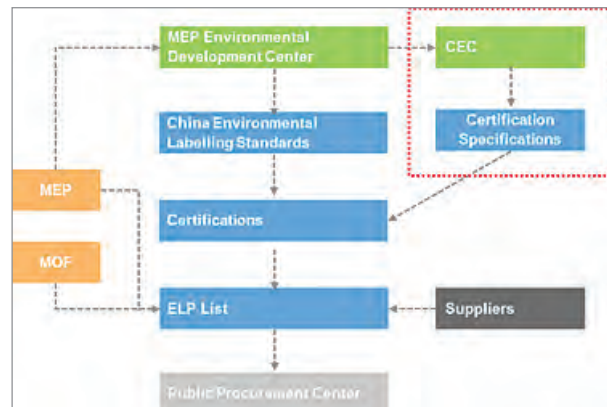 MEP Environmental
Development Center
CEC
China Environmental
Labelling Standards
Certification
Specifications
MEP
Certifications
MOF
ELP List
Suppliers
Public Procurement Center